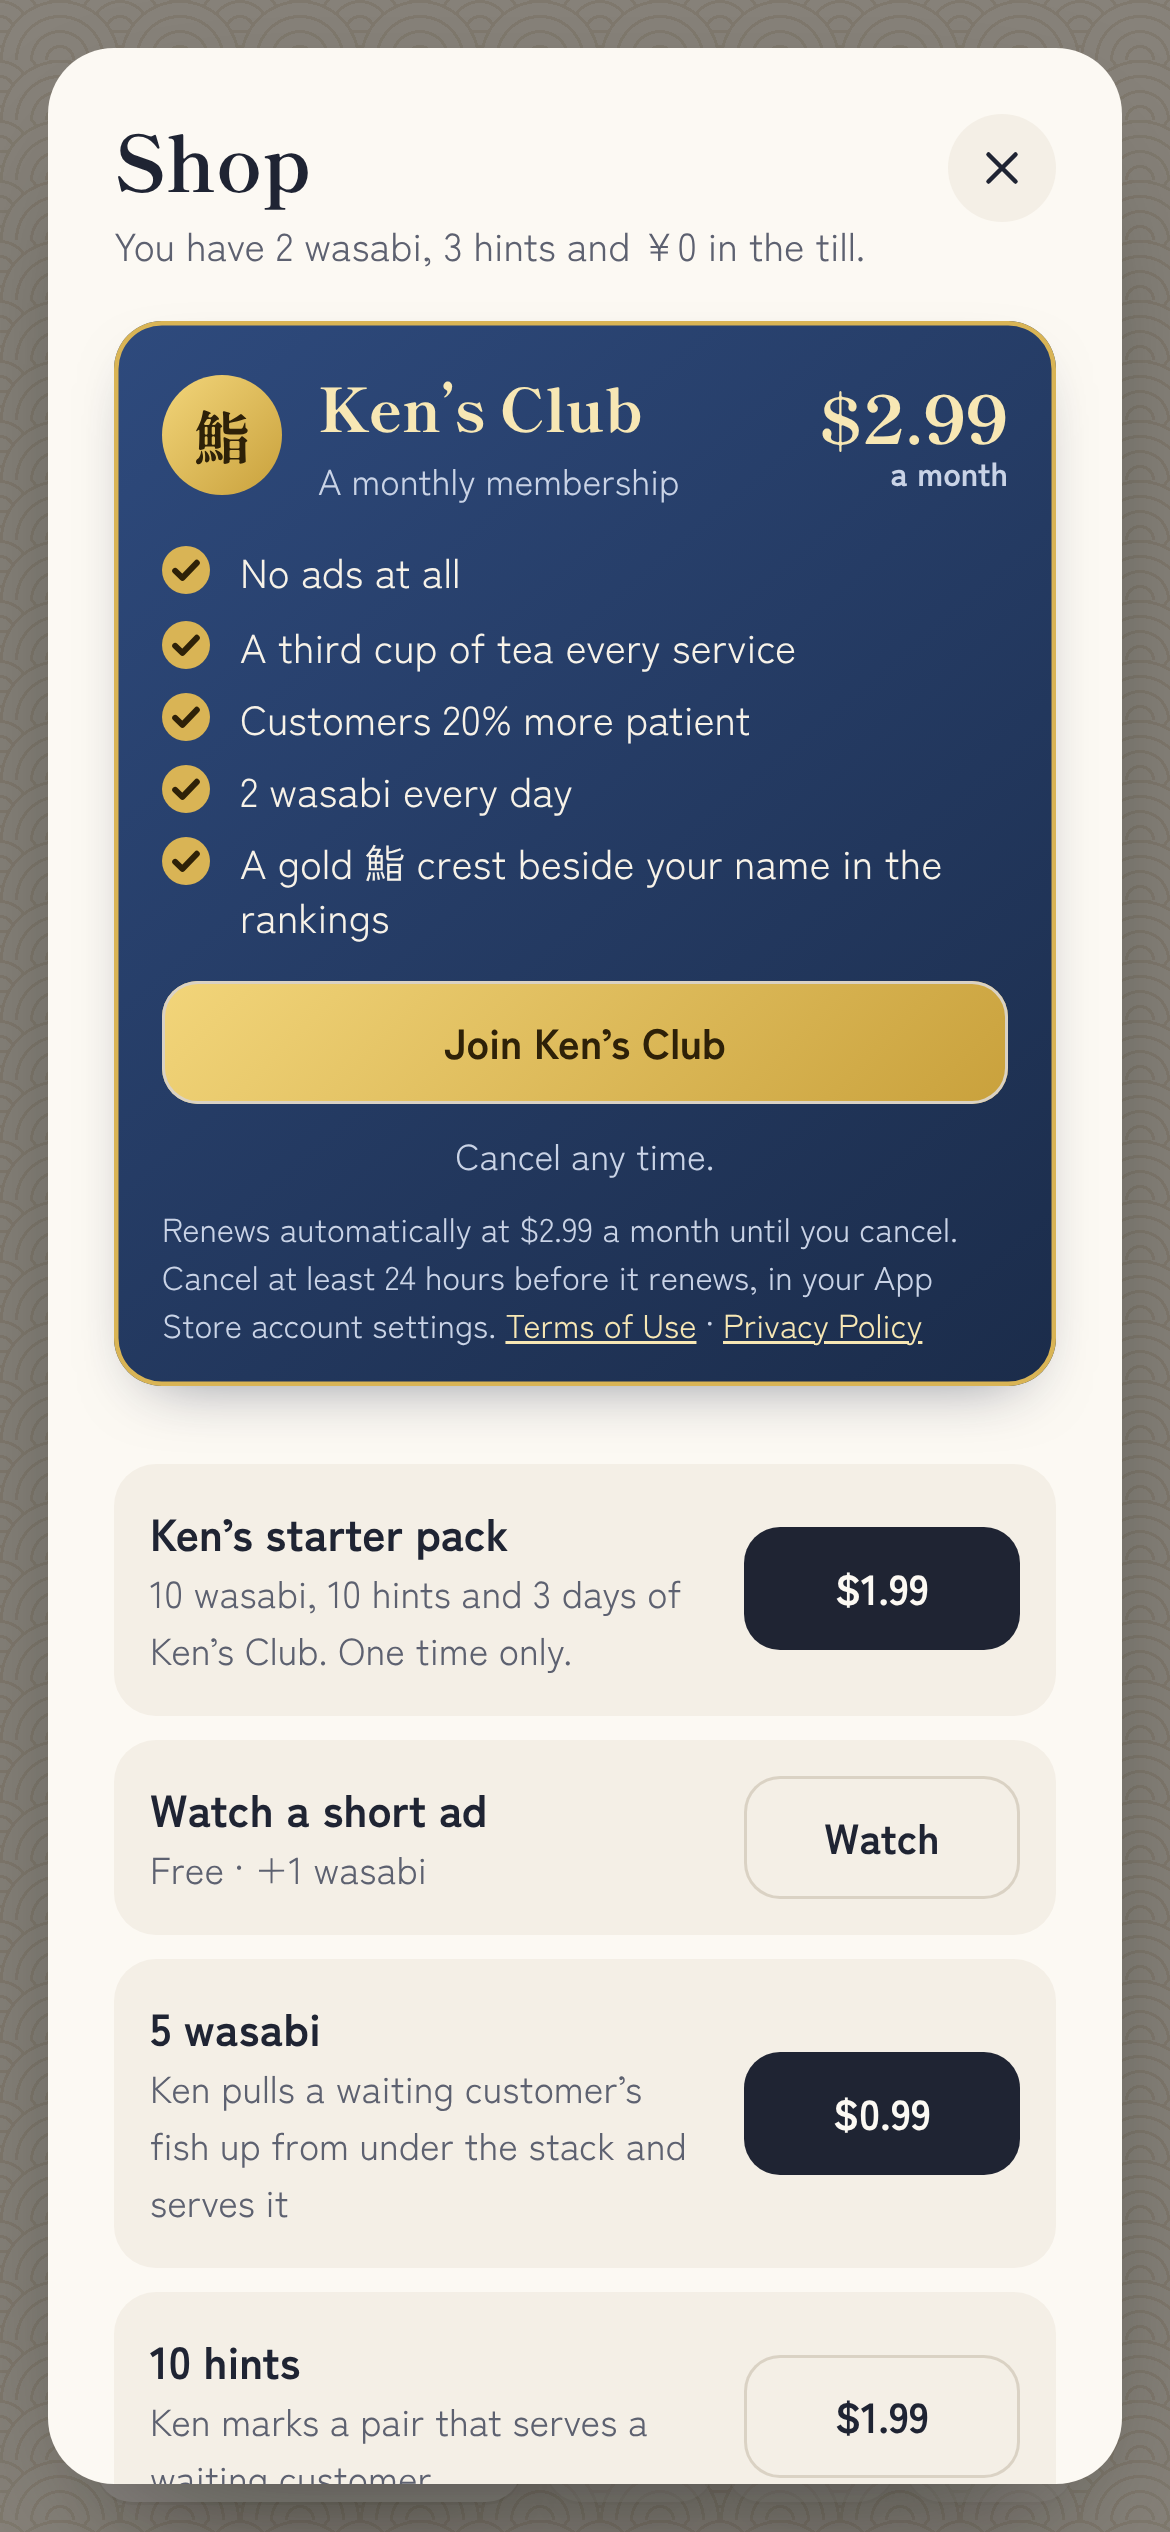 Shop
You have 2 wasabi, 3 hints and ¥0 in the till.
鮨
Ken’s Club
A monthly membership
$2.99
a month
No ads at all
A third cup of tea every service
Customers 20% more patient
2 wasabi every day
A gold 鮨 crest beside your name in the
rankings
Join Ken’s Club
Cancel any time.
Renews automatically at $2.99 a month until you cancel.
Cancel at least 24 hours before it renews, in your App
Store account settings. Terms of Use · Privacy Policy
Ken’s starter pack
10 wasabi, 10 hints and 3 days of
Ken’s Club. One time only.
$1.99
Watch a short ad
Free · +1 wasabi
Watch
5 wasabi
Ken pulls a waiting customer’s
fish up from under the stack and
serves it
$0.99
10 hints
Ken marks a pair that serves a
waiting customer
$1.99